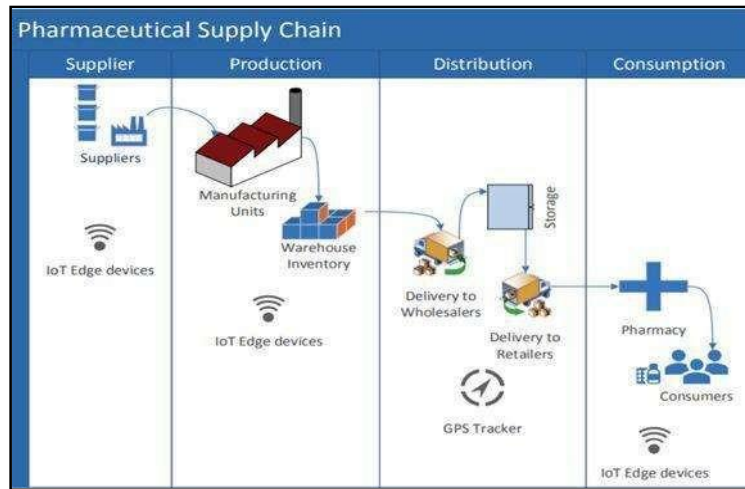 Pharmaceutical Supply Chain
Supplier
Production
Distribution
Consumption
Suppliers
IoT Edge devices
Manufacturing
Units
Warehouse
Inventory
IoT Edge devices
Delivery to
Wholesalers
Storage
Delivery to
Retailers
GPS Tracker
Pharmacy
Consumers
IoT Edge devices